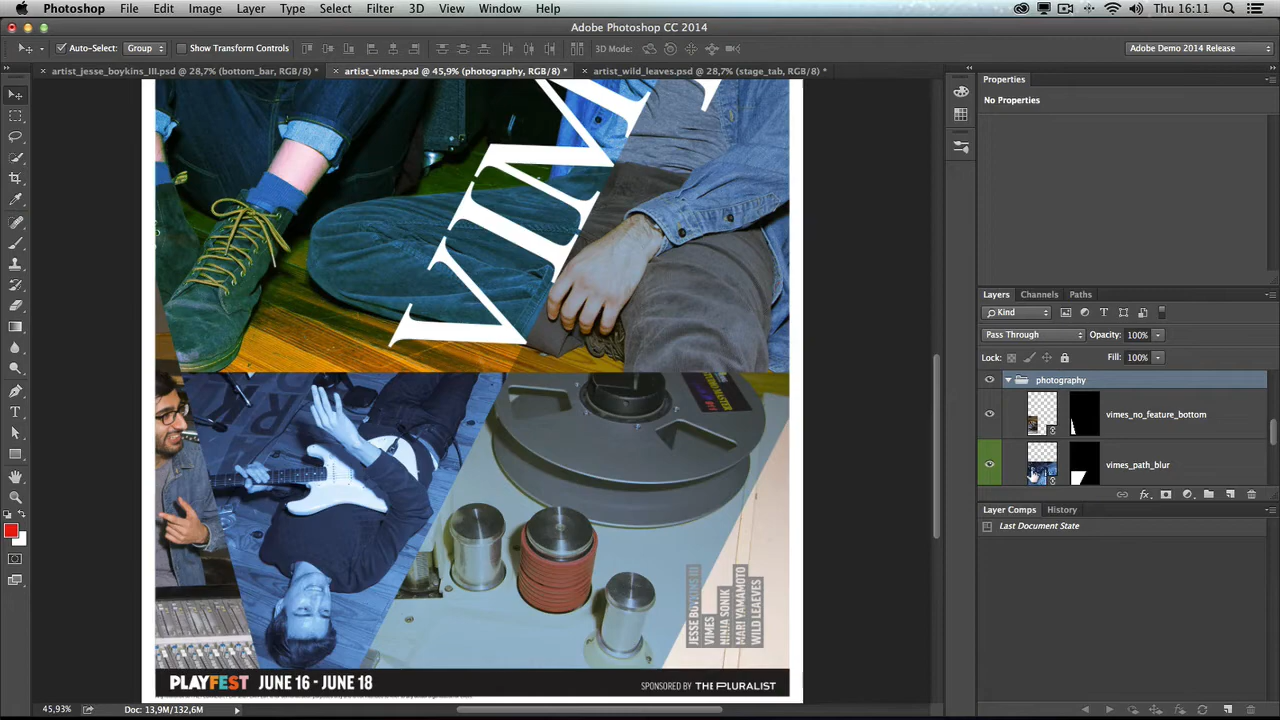 Photoshop File Edit Image Layer Type Select Filter 3D View Window Help Thu 16:11
Adobe Photoshop CC 2014
Auto-Select: Group Show Transform Controls 3D Mode: Adobe Demo 2014 Release
artist_jesse_boykins_III.psd @ 28,7% (bottom_bar, RGB/8) * artist_vimes.psd @ 45,9% (photography, RGB/8) * artist_wild_leaves.psd @ 28,7% (stage_tab, RGB/8) *
Properties
No Properties
VIM
Layers Channels Paths
Kind
Pass Through Opacity: 100%
Lock: Fill: 100%
photography
vimes_no_feature_bottom
vimes_path_blur
Layer Comps History
Last Document State
JESSE BOYKINS III
VIMES
NINJA SONIK
MARI YAMAMOTO
WILD LEAEVES
PLAYFEST JUNE 16 - JUNE 18 SPONSORED BY THE PLURALIST
45,93% Doc: 13,9M/132,6M